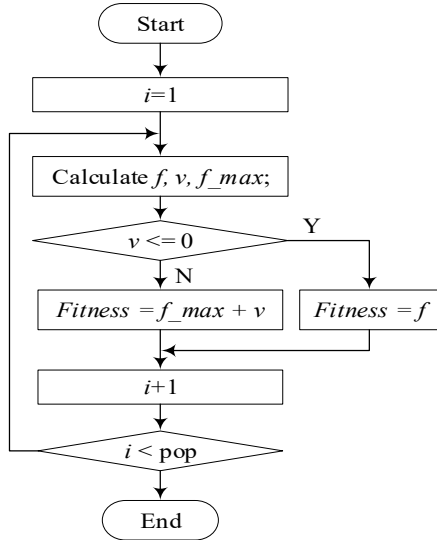 Start
i=1
Calculate f, v, f_max;
v <= 0
Y
N
Fitness = f_max + v
Fitness = f
i+1
i < pop
End